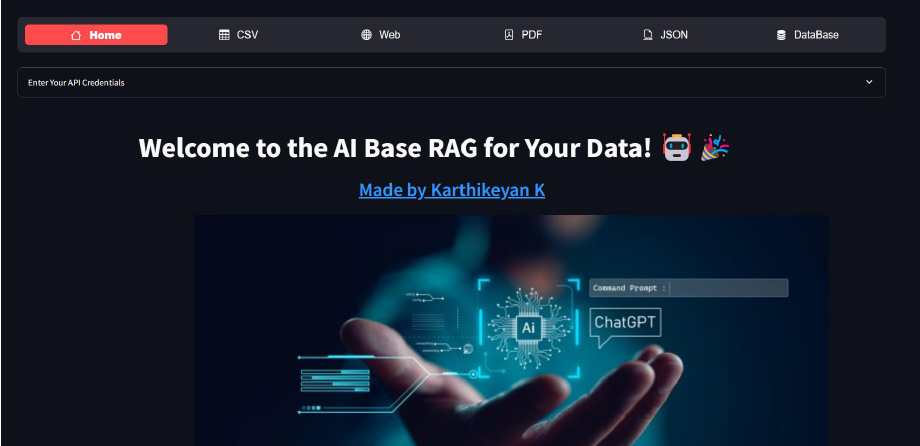 Home CSV Web PDF JSON DataBase
Enter Your API Credentials
Welcome to the AI Base RAG for Your Data! 🤖 🎉
Made by Karthikeyan K
Command Prompt :
Ai
ChatGPT